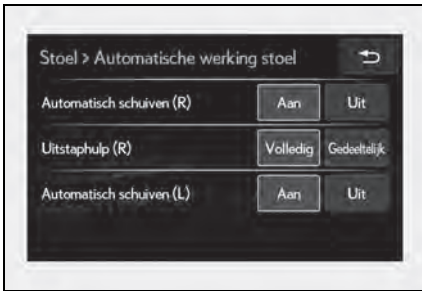 Stoel > Automatische werking stoel
Automatisch schuiven (R) Aan Uit
Uitstaphulp (R) Volledig Gedeeltelijk
Automatisch schuiven (L) Aan Uit